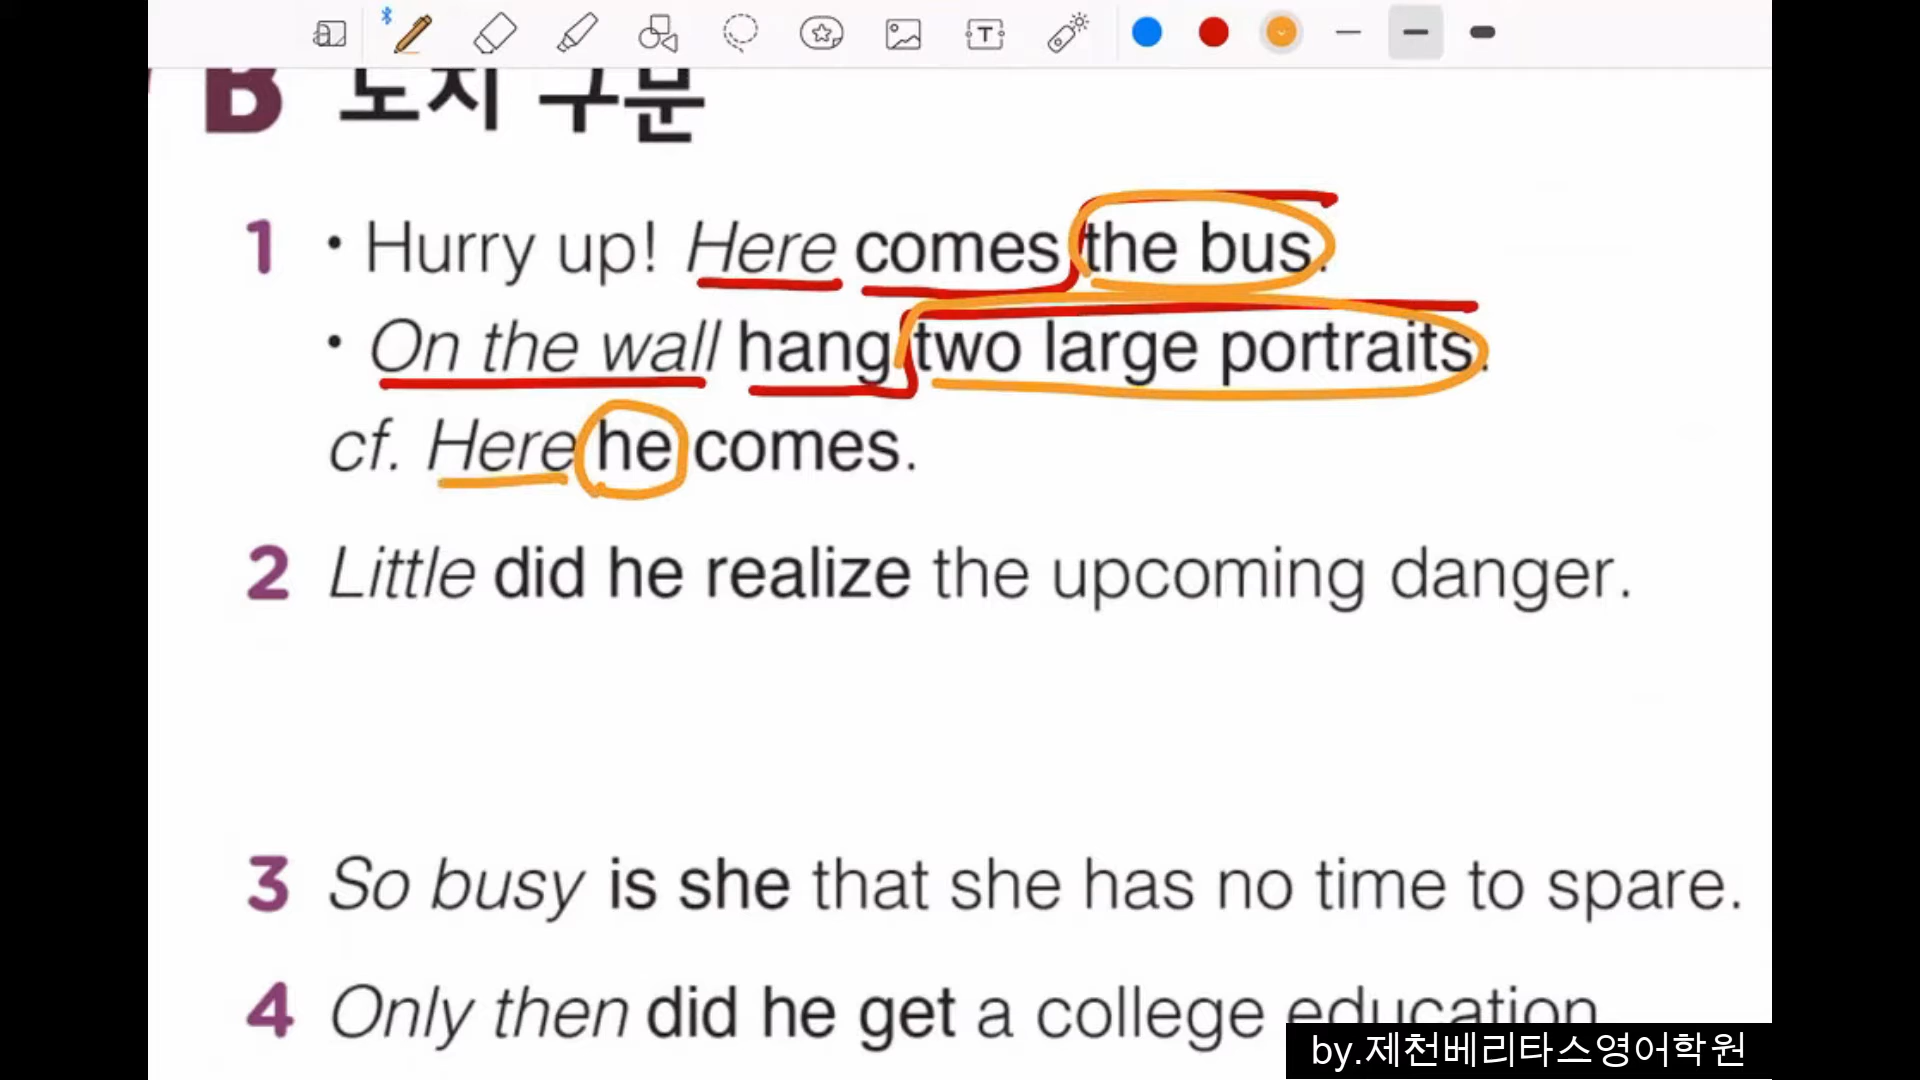 B 도치 구문
1 • Hurry up! Here comes the bus.
• On the wall hang two large portraits.
cf. Here he comes.
2 Little did he realize the upcoming danger.
3 So busy is she that she has no time to spare.
4 Only then did he get a college education
by.제천베리타스영어학원